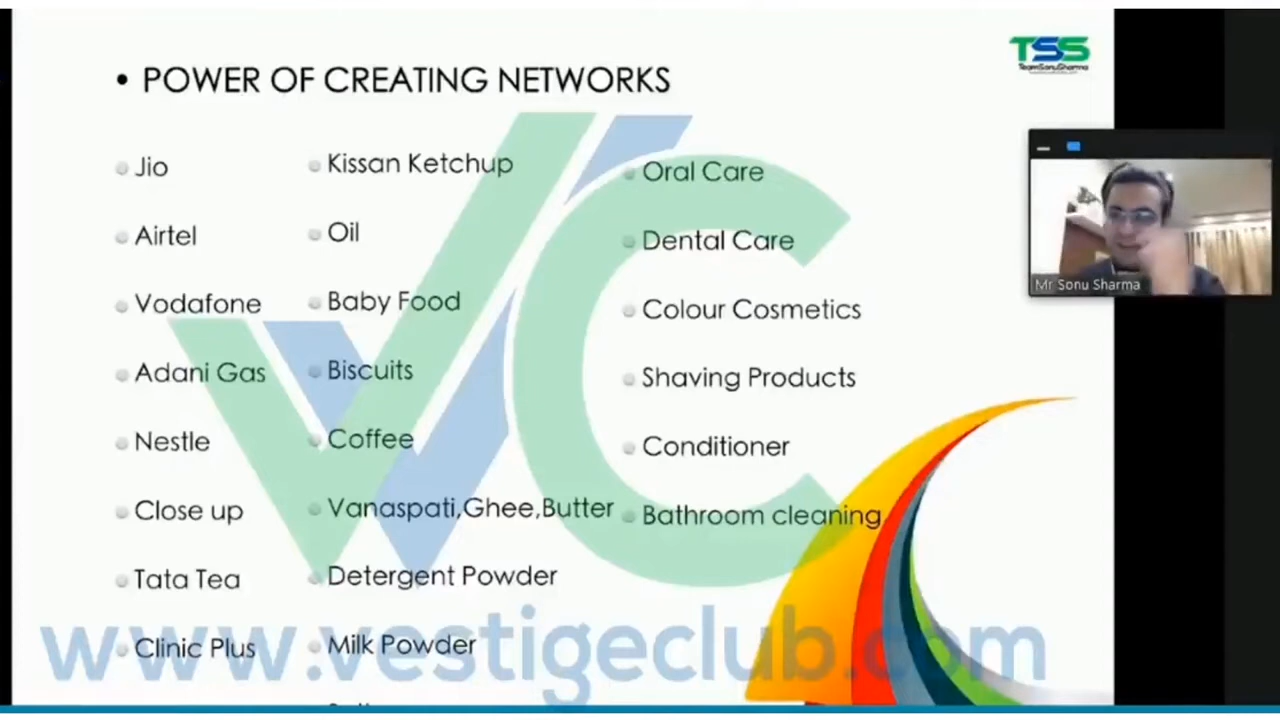 • POWER OF CREATING NETWORKS
TSS
TeamSonuSharma
Jio
Airtel
Vodafone
Adani Gas
Nestle
Close up
Tata Tea
Clinic Plus
Kissan Ketchup
Oil
Baby Food
Biscuits
Coffee
Vanaspati,Ghee,Butter
Detergent Powder
Milk Powder
Oral Care
Dental Care
Colour Cosmetics
Shaving Products
Conditioner
Bathroom cleaning
Mr Sonu Sharma
VC
www.vestigeclub.com